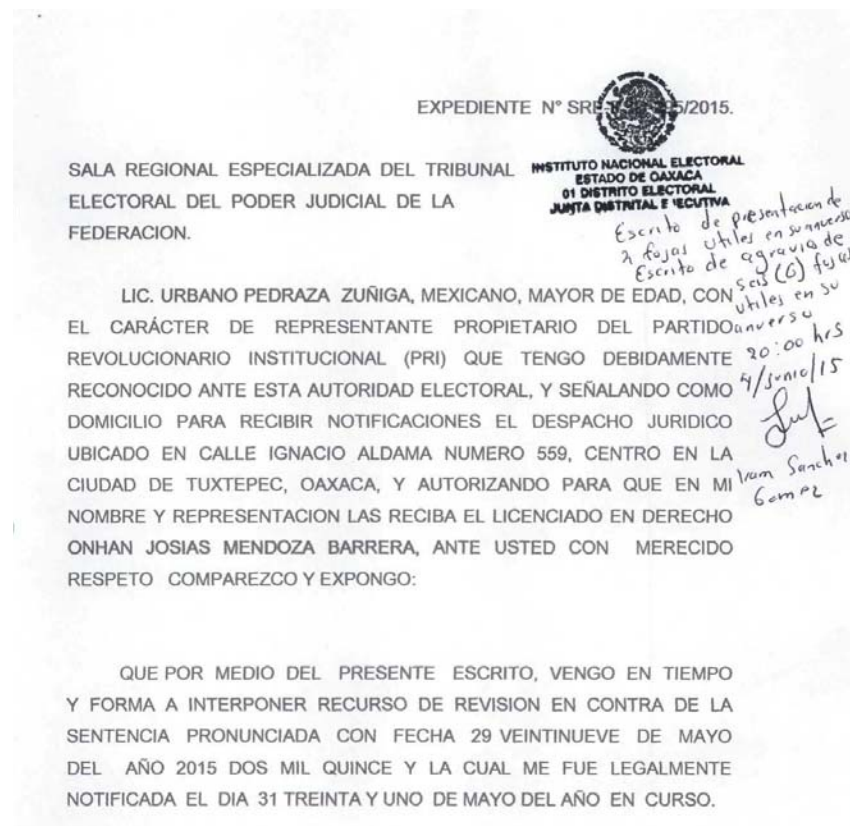 EXPEDIENTE N° SRE- 5/2015.
INSTITUTO NACIONAL ELECTORAL
ESTADO DE OAXACA
01 DISTRITO ELECTORAL
JUNTA DISTRITAL EJECUTIVA
SALA REGIONAL ESPECIALIZADA DEL TRIBUNAL
ELECTORAL DEL PODER JUDICIAL DE LA
FEDERACION.
Escrito de presentacion de
2 fojas utiles en su anverso
Escrito de agravio de
seis (6) fojas
utiles en su
anverso
20:00 hrs
4/junio/15
Iram Sanchez
Gomez
LIC. URBANO PEDRAZA ZUÑIGA, MEXICANO, MAYOR DE EDAD, CON
EL CARÁCTER DE REPRESENTANTE PROPIETARIO DEL PARTIDO
REVOLUCIONARIO INSTITUCIONAL (PRI) QUE TENGO DEBIDAMENTE
RECONOCIDO ANTE ESTA AUTORIDAD ELECTORAL, Y SEÑALANDO COMO
DOMICILIO PARA RECIBIR NOTIFICACIONES EL DESPACHO JURIDICO
UBICADO EN CALLE IGNACIO ALDAMA NUMERO 559, CENTRO EN LA
CIUDAD DE TUXTEPEC, OAXACA, Y AUTORIZANDO PARA QUE EN MI
NOMBRE Y REPRESENTACION LAS RECIBA EL LICENCIADO EN DERECHO
ONHAN JOSIAS MENDOZA BARRERA, ANTE USTED CON MERECIDO
RESPETO COMPAREZCO Y EXPONGO:
QUE POR MEDIO DEL PRESENTE ESCRITO, VENGO EN TIEMPO
Y FORMA A INTERPONER RECURSO DE REVISION EN CONTRA DE LA
SENTENCIA PRONUNCIADA CON FECHA 29 VEINTINUEVE DE MAYO
DEL AÑO 2015 DOS MIL QUINCE Y LA CUAL ME FUE LEGALMENTE
NOTIFICADA EL DIA 31 TREINTA Y UNO DE MAYO DEL AÑO EN CURSO.